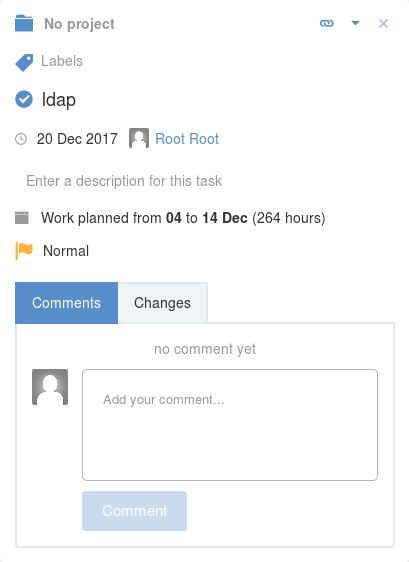 No project
Labels
ldap
20 Dec 2017 Root Root
Enter a description for this task
Work planned from 04 to 14 Dec (264 hours)
Normal
Comments Changes
no comment yet
Add your comment...
Comment